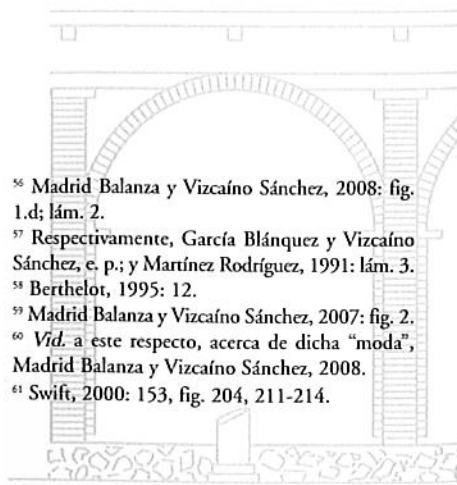 ⁵⁶ Madrid Balanza y Vizcaíno Sánchez, 2008: fig.
1.d; lám. 2.
⁵⁷ Respectivamente, García Blánquez y Vizcaíno
Sánchez, e. p.; y Martínez Rodríguez, 1991: lám. 3.
⁵⁸ Berthelot, 1995: 12.
⁵⁹ Madrid Balanza y Vizcaíno Sánchez, 2007: fig. 2.
⁶⁰ Vid. a este respecto, acerca de dicha “moda”,
Madrid Balanza y Vizcaíno Sánchez, 2008.
⁶¹ Swift, 2000: 153, fig. 204, 211-214.